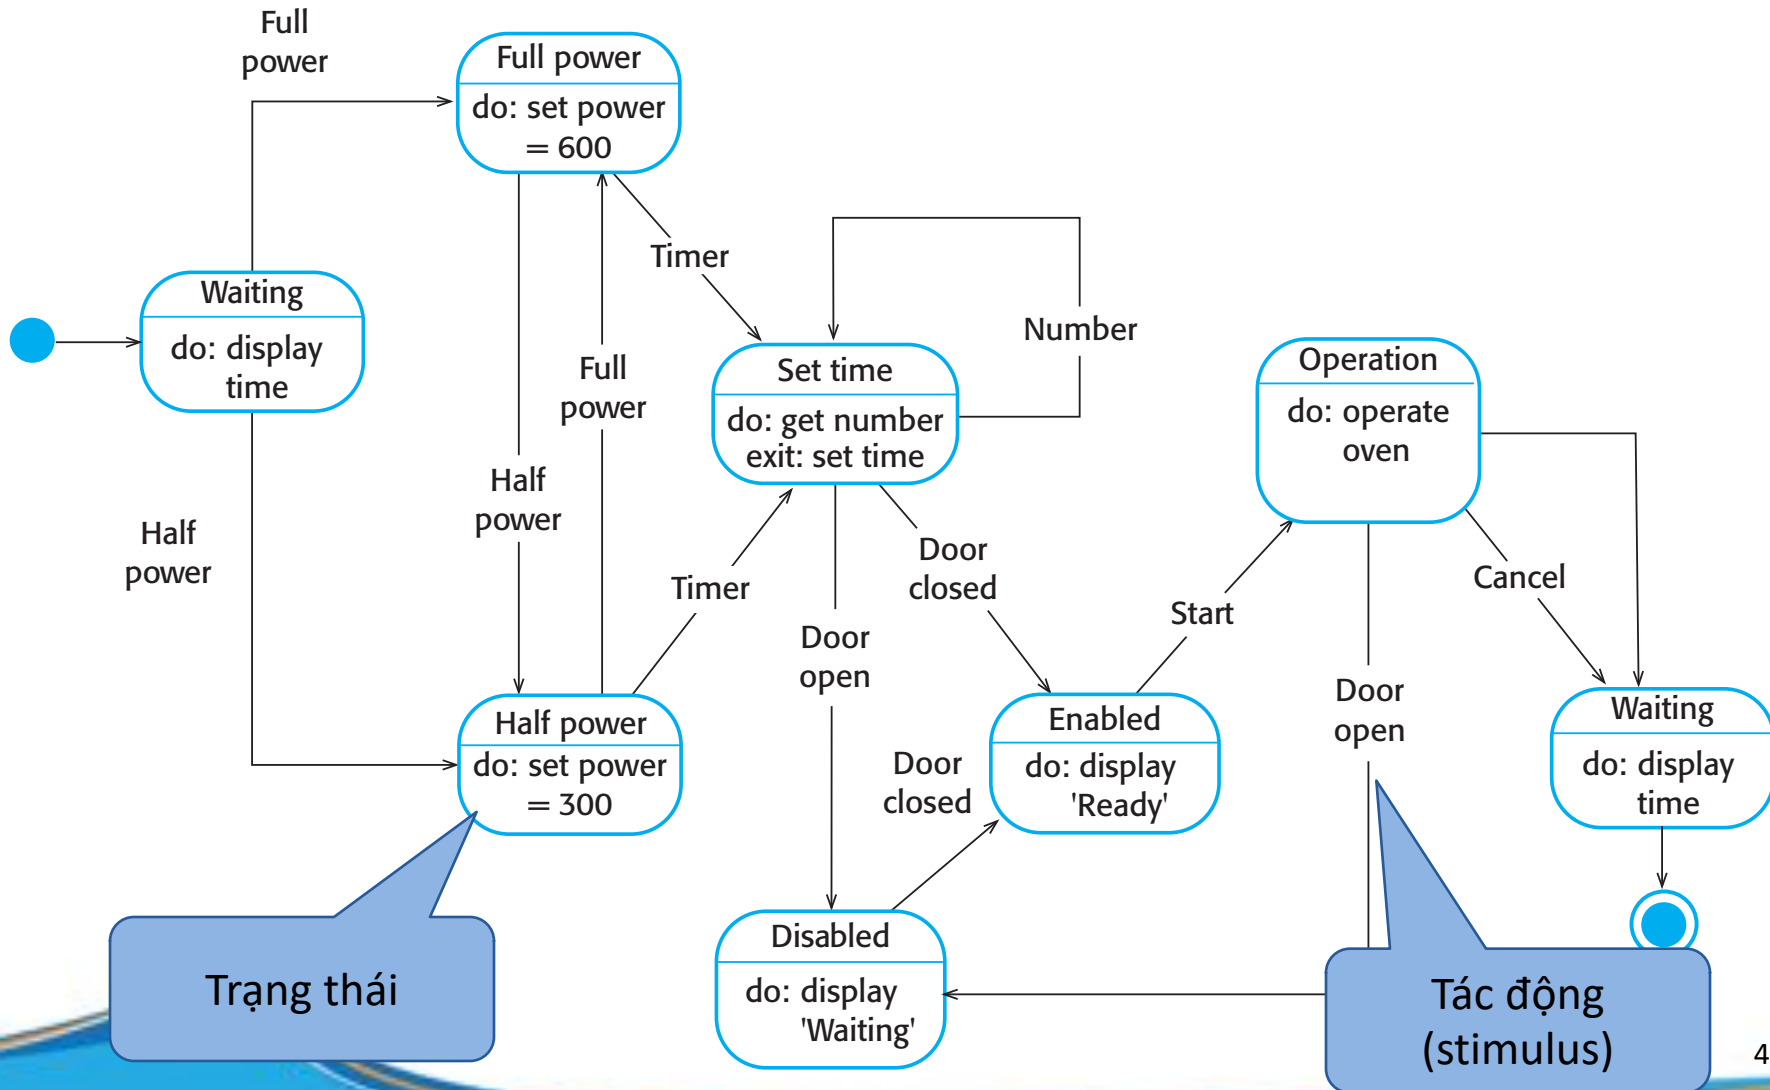 Full
power
Full power
do: set power
= 600
Timer
Waiting
do: display
time
Number
Full
power
Set time
do: get number
exit: set time
Operation
do: operate
oven
Half
power
Half
power
Door
closed
Timer
Cancel
Start
Door
open
Door
open
Half power
do: set power
= 300
Enabled
do: display
'Ready'
Waiting
do: display
time
Door
closed
Disabled
do: display
'Waiting'
Trạng thái
Tác động
(stimulus)
4